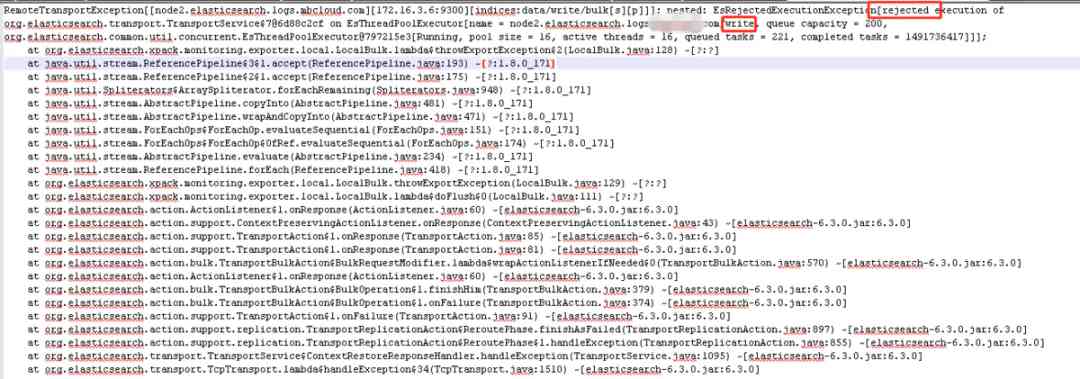 RemoteTransportException[[node2.elasticsearch.logs.mbcloud.com][172.16.3.6:9300][indices:data/write/bulk[s][p]]]; nested: EsRejectedExecutionException[rejected execution of
org.elasticsearch.transport.TransportService$7@6d88c2cf on EsThreadPoolExecutor[name = node2.elasticsearch.logs com/write, queue capacity = 200,
org.elasticsearch.common.util.concurrent.EsThreadPoolExecutor@797215e3[Running, pool size = 16, active threads = 16, queued tasks = 221, completed tasks = 1491736417]]];
at org.elasticsearch.xpack.monitoring.exporter.local.LocalBulk.lambda$throwExportException$2(LocalBulk.java:128) ~[?:?]
at java.util.stream.ReferencePipeline$3$1.accept(ReferencePipeline.java:193) ~[?:1.8.0_171]
at java.util.stream.ReferencePipeline$2$1.accept(ReferencePipeline.java:175) ~[?:1.8.0_171]
at java.util.Spliterators$ArraySpliterator.forEachRemaining(Spliterators.java:948) ~[?:1.8.0_171]
at java.util.stream.AbstractPipeline.copyInto(AbstractPipeline.java:481) ~[?:1.8.0_171]
at java.util.stream.AbstractPipeline.wrapAndCopyInto(AbstractPipeline.java:471) ~[?:1.8.0_171]
at java.util.stream.ForEachOps$ForEachOp.evaluateSequential(ForEachOps.java:151) ~[?:1.8.0_171]
at java.util.stream.ForEachOps$ForEachOp$OfRef.evaluateSequential(ForEachOps.java:174) ~[?:1.8.0_171]
at java.util.stream.AbstractPipeline.evaluate(AbstractPipeline.java:234) ~[?:1.8.0_171]
at java.util.stream.ReferencePipeline.forEach(ReferencePipeline.java:418) ~[?:1.8.0_171]
at org.elasticsearch.xpack.monitoring.exporter.local.LocalBulk.throwExportException(LocalBulk.java:129) ~[?:?]
at org.elasticsearch.xpack.monitoring.exporter.local.LocalBulk.lambda$doFlush$0(LocalBulk.java:111) ~[?:?]
at org.elasticsearch.action.ActionListener$1.onResponse(ActionListener.java:60) ~[elasticsearch-6.3.0.jar:6.3.0]
at org.elasticsearch.action.support.ContextPreservingActionListener.onResponse(ContextPreservingActionListener.java:43) ~[elasticsearch-6.3.0.jar:6.3.0]
at org.elasticsearch.action.support.TransportAction$1.onResponse(TransportAction.java:85) ~[elasticsearch-6.3.0.jar:6.3.0]
at org.elasticsearch.action.support.TransportAction$1.onResponse(TransportAction.java:81) ~[elasticsearch-6.3.0.jar:6.3.0]
at org.elasticsearch.action.bulk.TransportBulkAction$BulkRequestModifier.lambda$wrapActionListenerIfNeeded$0(TransportBulkAction.java:570) ~[elasticsearch-6.3.0.jar:6.3.0]
at org.elasticsearch.action.ActionListener$1.onResponse(ActionListener.java:60) ~[elasticsearch-6.3.0.jar:6.3.0]
at org.elasticsearch.action.bulk.TransportBulkAction$BulkOperation$1.finishHim(TransportBulkAction.java:379) ~[elasticsearch-6.3.0.jar:6.3.0]
at org.elasticsearch.action.bulk.TransportBulkAction$BulkOperation$1.onFailure(TransportBulkAction.java:374) ~[elasticsearch-6.3.0.jar:6.3.0]
at org.elasticsearch.action.support.TransportAction$1.onFailure(TransportAction.java:91) ~[elasticsearch-6.3.0.jar:6.3.0]
at org.elasticsearch.action.support.replication.TransportReplicationAction$ReroutePhase.finishAsFailed(TransportReplicationAction.java:897) ~[elasticsearch-6.3.0.jar:6.3.0]
at org.elasticsearch.action.support.replication.TransportReplicationAction$ReroutePhase$1.handleException(TransportReplicationAction.java:855) ~[elasticsearch-6.3.0.jar:6.3.0]
at org.elasticsearch.transport.TransportService$ContextRestoreResponseHandler.handleException(TransportService.java:1095) ~[elasticsearch-6.3.0.jar:6.3.0]
at org.elasticsearch.transport.TcpTransport.lambda$handleException$34(TcpTransport.java:1510) ~[elasticsearch-6.3.0.jar:6.3.0]